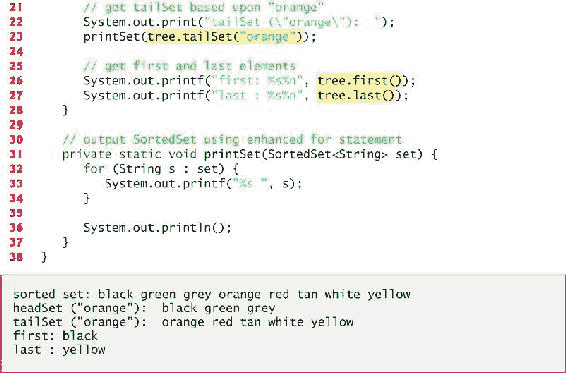 21 // get tailSet based upon "orange"
22 System.out.print("tailSet (\"orange\"):  ");
23 printSet(tree.tailSet("orange"));
24
25 // get first and last elements
26 System.out.printf("first: %s%n", tree.first());
27 System.out.printf("last : %s%n", tree.last());
28 }
29
30 // output SortedSet using enhanced for statement
31 private static void printSet(SortedSet<String> set) {
32 for (String s : set) {
33 System.out.printf("%s ", s);
34 }
35
36 System.out.println();
37 }
38 }
sorted set: black green grey orange red tan white yellow
headSet ("orange"):  black green grey
tailSet ("orange"):  orange red tan white yellow
first: black
last : yellow